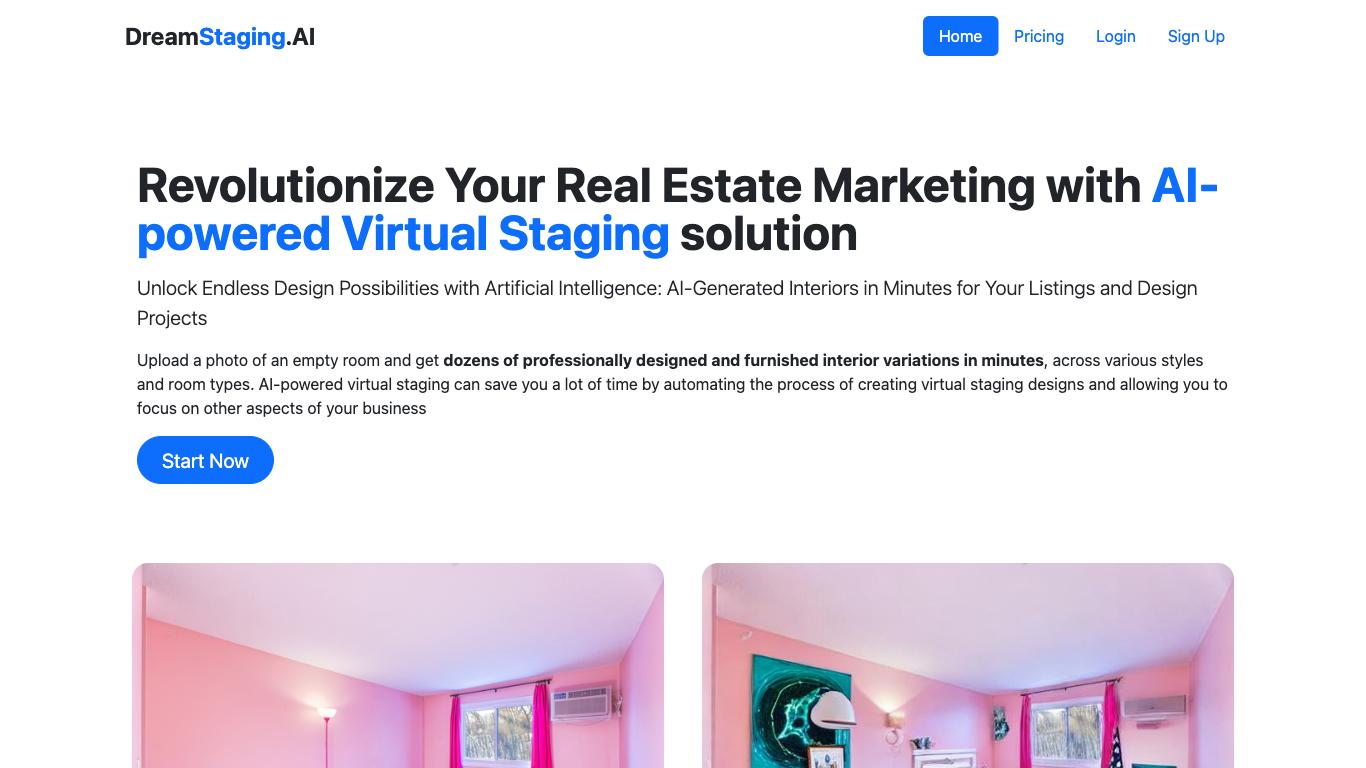 DreamStaging.AI
Home
Pricing
Login
Sign Up
Revolutionize Your Real Estate Marketing with AI-
powered Virtual Staging solution
Unlock Endless Design Possibilities with Artificial Intelligence: AI-Generated Interiors in Minutes for Your Listings and Design
Projects
Upload a photo of an empty room and get dozens of professionally designed and furnished interior variations in minutes, across various styles
and room types. AI-powered virtual staging can save you a lot of time by automating the process of creating virtual staging designs and allowing you to
focus on other aspects of your business
Start Now